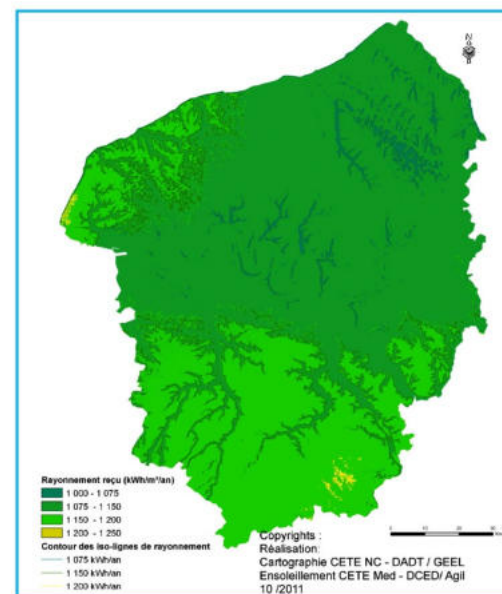 N
Rayonnement reçu (kWh/m²/an)
1 000 - 1 075
1 075 - 1 150
1 150 - 1 200
1 200 - 1 250
Contour des iso-lignes de rayonnement
1 075 kWh/an
1 150 kWh/an
1 200 kWh/an
Copyrights :
Réalisation:
Cartographie CETE NC - DADT / GEEL
Ensoleillement CETE Med - DCED/ Agil
10 /2011